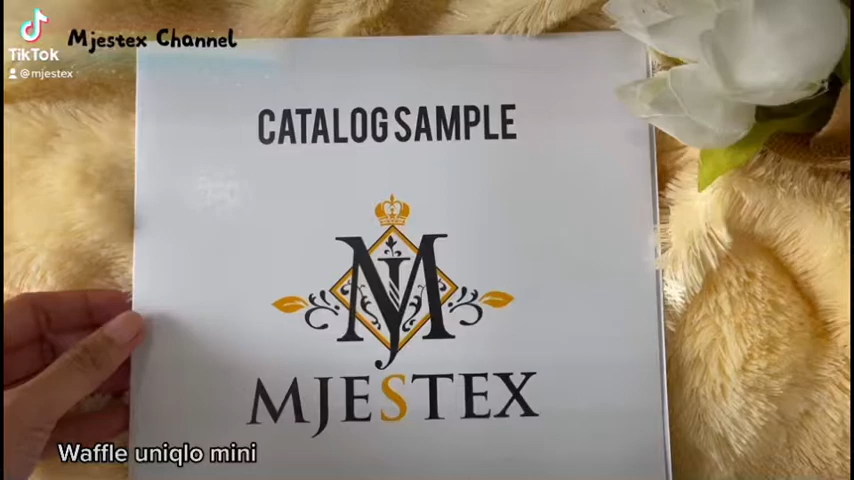 TikTok
@mjestex
Mjestex Channel
CATALOG SAMPLE
MJ
MJESTEX
Waffle uniqlo mini